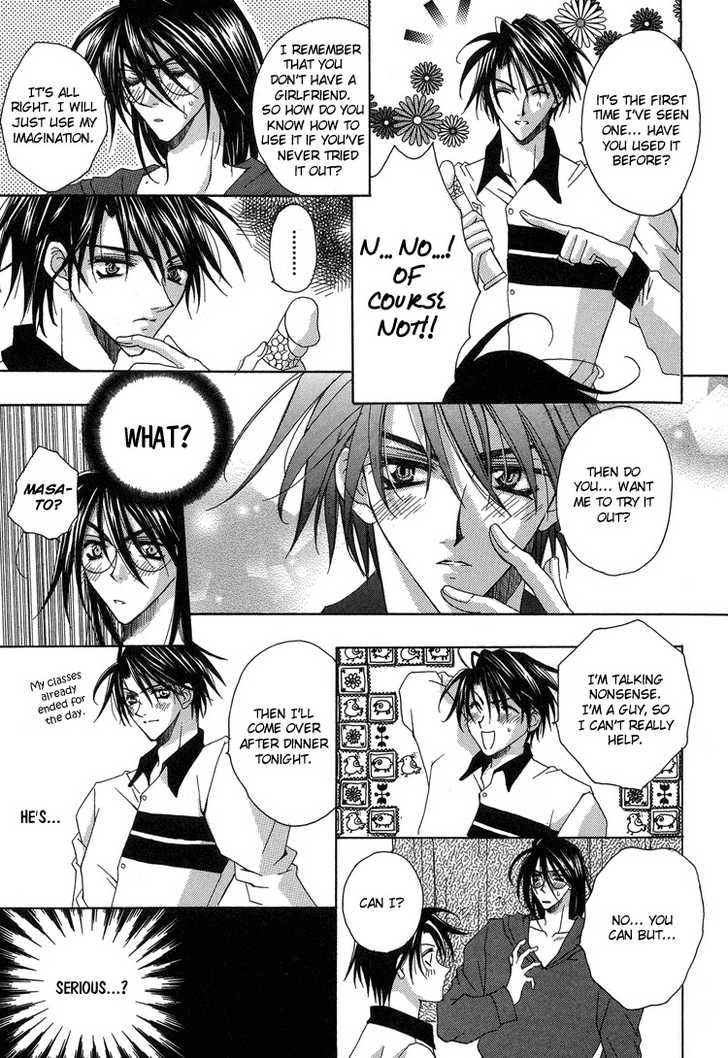 IT'S THE FIRST
TIME I'VE SEEN
ONE... HAVE
YOU USED IT
BEFORE?
N... NO...!
OF
COURSE
NOT!!
I REMEMBER
THAT YOU
DON'T HAVE A
GIRLFRIEND.
SO HOW DO YOU
KNOW HOW TO
USE IT IF YOU'VE
NEVER TRIED
IT OUT?
IT'S ALL
RIGHT. I WILL
JUST USE MY
IMAGINATION.
.........
THEN DO
YOU... WANT
ME TO TRY IT
OUT?
WHAT?
MASA-
TO?
I'M TALKING
NONSENSE.
I'M A GUY, SO
I CAN'T REALLY
HELP.
NO... YOU
CAN BUT...
CAN I?
THEN I'LL
COME OVER
AFTER DINNER
TONIGHT.
My classes
already
ended for
the day.
HE'S...
SERIOUS...?